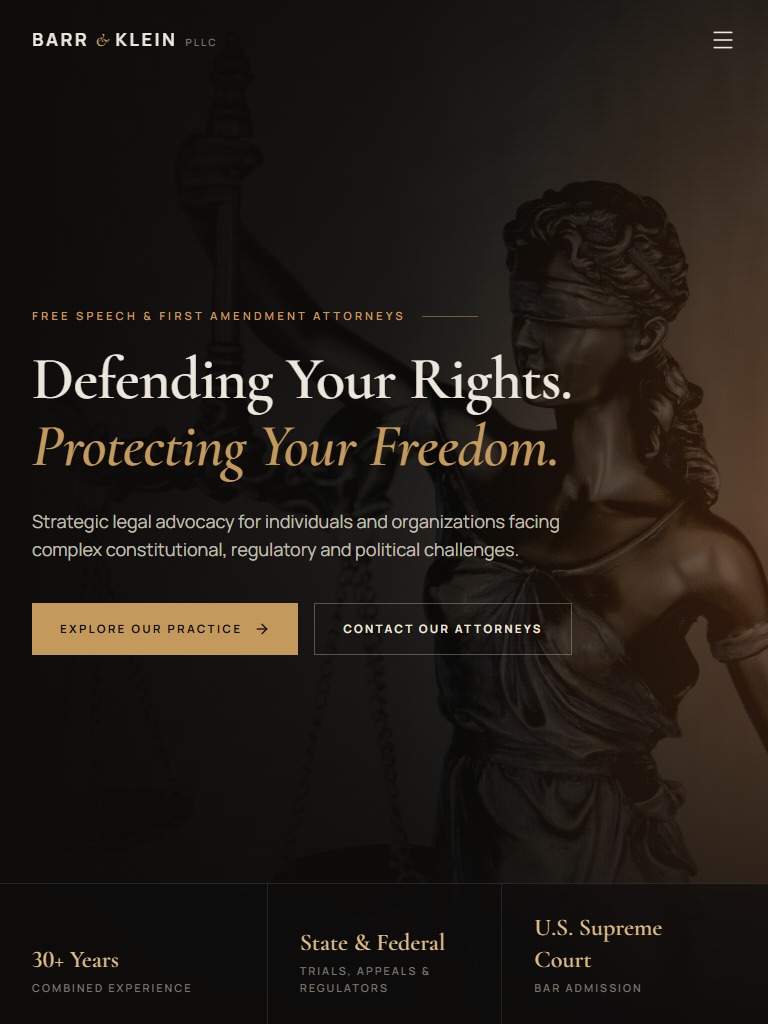 BARR & KLEIN PLLC
FREE SPEECH & FIRST AMENDMENT ATTORNEYS
Defending Your Rights.
Protecting Your Freedom.
Strategic legal advocacy for individuals and organizations facing
complex constitutional, regulatory and political challenges.
EXPLORE OUR PRACTICE →
CONTACT OUR ATTORNEYS
30+ Years
COMBINED EXPERIENCE
State & Federal
TRIALS, APPEALS &
REGULATORS
U.S. Supreme
Court
BAR ADMISSION